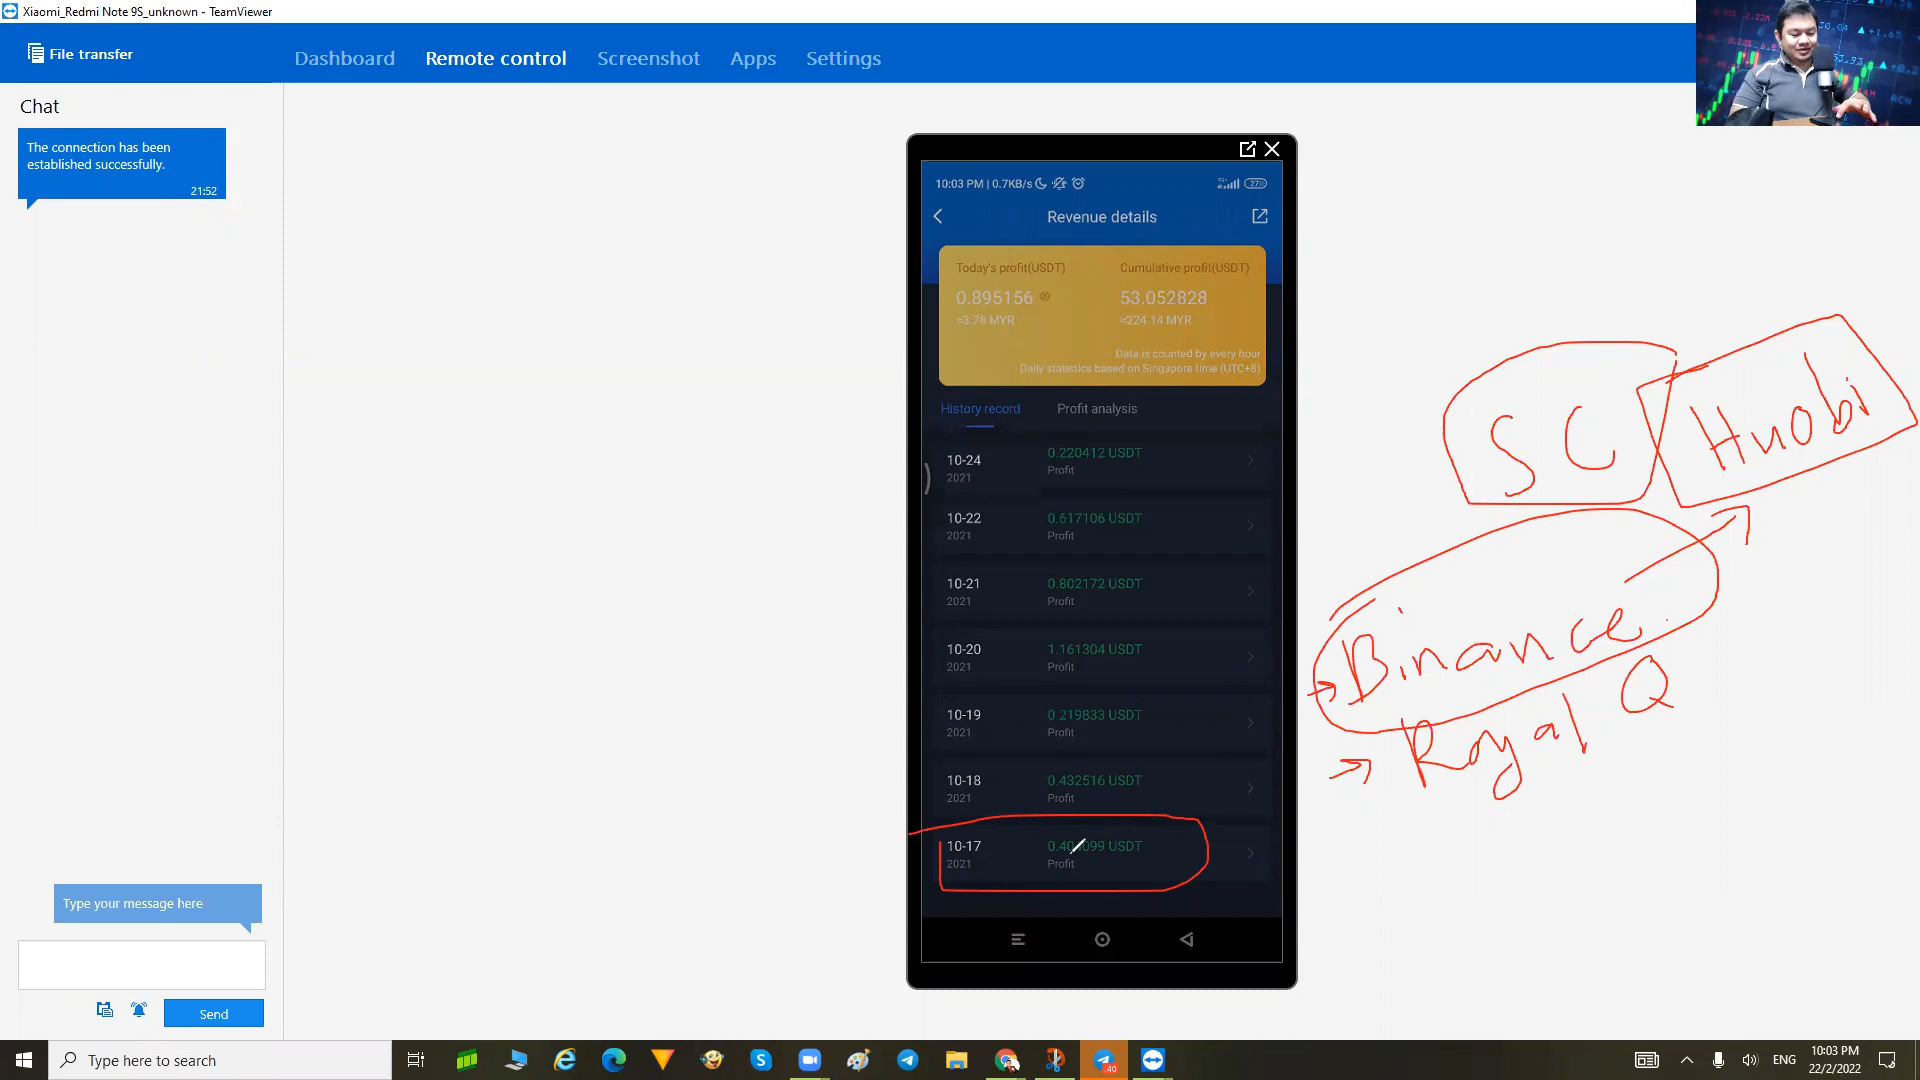 Xiaomi_Redmi Note 9S_unknown - TeamViewer
File transfer
Dashboard
Remote control
Screenshot
Apps
Settings
Chat
The connection has been
established successfully.
21:52
10:03 PM | 0.7KB/s
27
Revenue details
Today's profit(USDT)
Cumulative profit(USDT)
0.895156
53.052828
≈3.78 MYR
≈224.14 MYR
Data is counted by every hour
Daily statistics based on Singapore time (UTC+8)
History record
Profit analysis
10-24
0.220412 USDT
2021
Profit
10-22
0.617106 USDT
2021
Profit
10-21
0.802172 USDT
2021
Profit
10-20
1.161304 USDT
2021
Profit
10-19
0.219833 USDT
2021
Profit
10-18
0.432516 USDT
2021
Profit
10-17
USDT
2021
Profit
SC
Huobi
Binance
Royal Q
Type your message here
Send
Type here to search
40
ENG
10:03 PM
22/2/2022